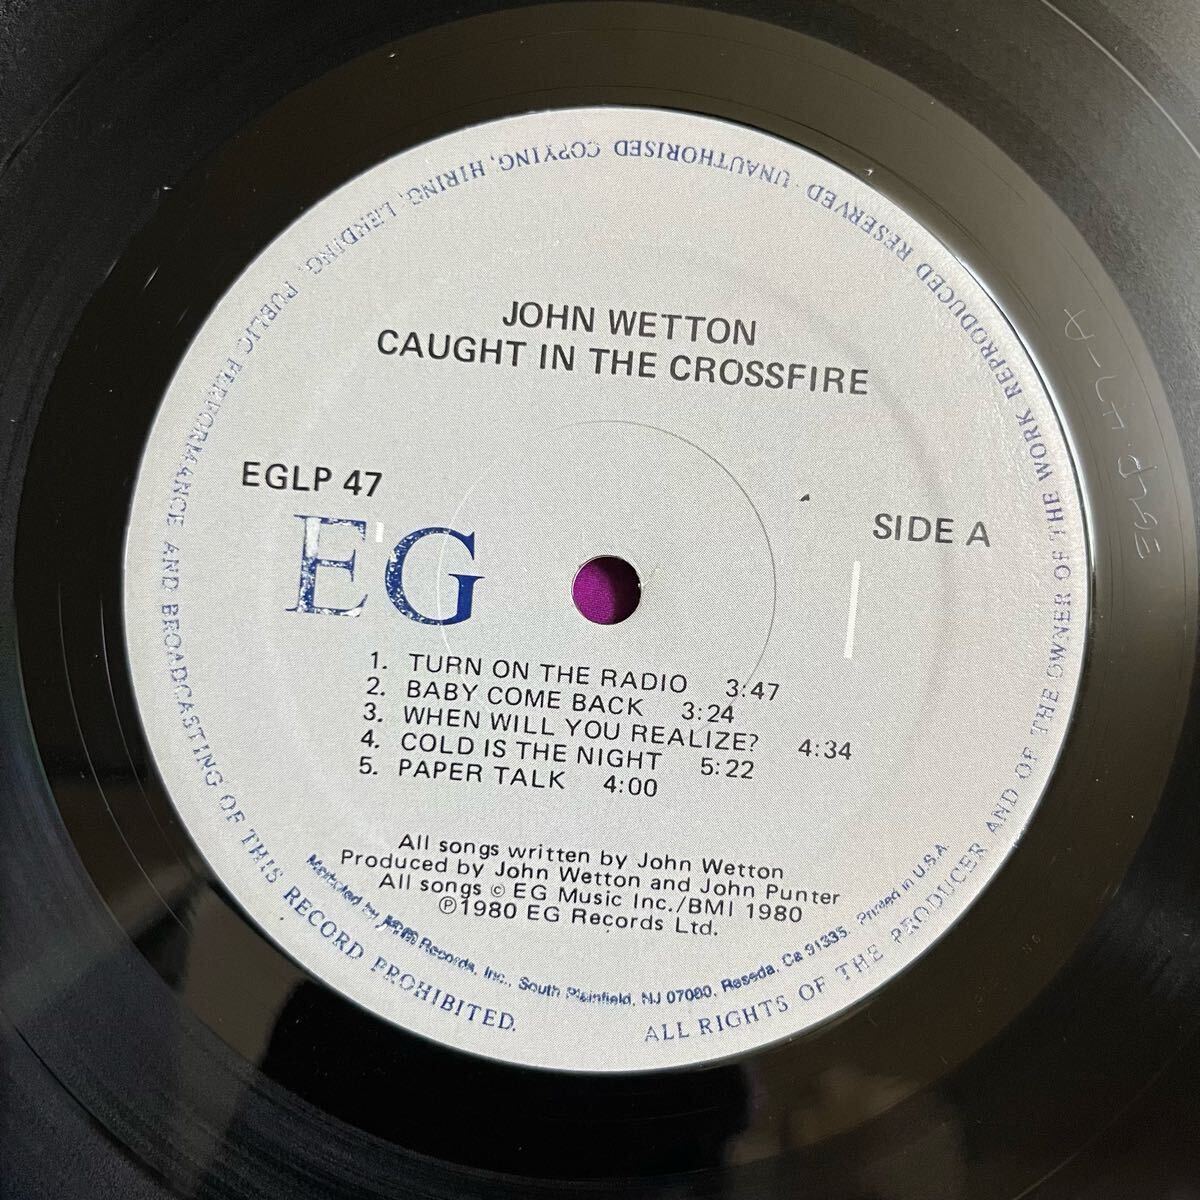 JOHN WETTON
CAUGHT IN THE CROSSFIRE
EGLP 47
SIDE A
EG
1. TURN ON THE RADIO 3:47
2. BABY COME BACK 3:24
3. WHEN WILL YOU REALIZE? 4:34
4. COLD IS THE NIGHT 5:22
5. PAPER TALK 4:00
All songs written by John Wetton
Produced by John Wetton and John Punter
All songs © EG Music Inc./BMI 1980
℗1980 EG Records Ltd.
Marketed by Records, Inc., South Plainfield, NJ 07080, Reseda, Ca 91335. Printed in U.S.A.
ALL RIGHTS OF THE PRODUCER AND OF THE OWNER OF THE WORK REPRODUCED RESERVED · UNAUTHORISED COPYING, HIRING, LENDING, PUBLIC PERFORMANCE AND BROADCASTING OF THIS RECORD PROHIBITED.